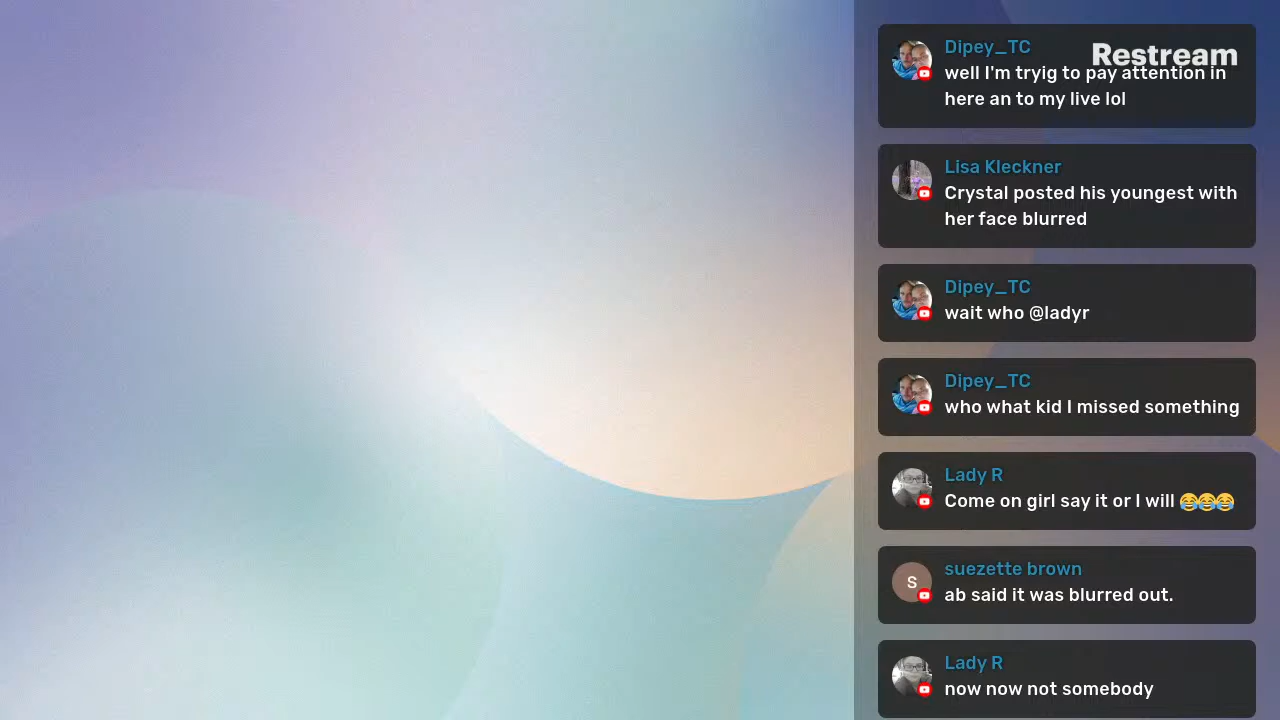 Dipey_TC
Restream
well I'm tryig to pay attention in
here an to my live lol
Lisa Kleckner
Crystal posted his youngest with
her face blurred
Dipey_TC
wait who @ladyr
Dipey_TC
who what kid I missed something
Lady R
Come on girl say it or I will 😂😂😂
S
suezette brown
ab said it was blurred out.
Lady R
now now not somebody